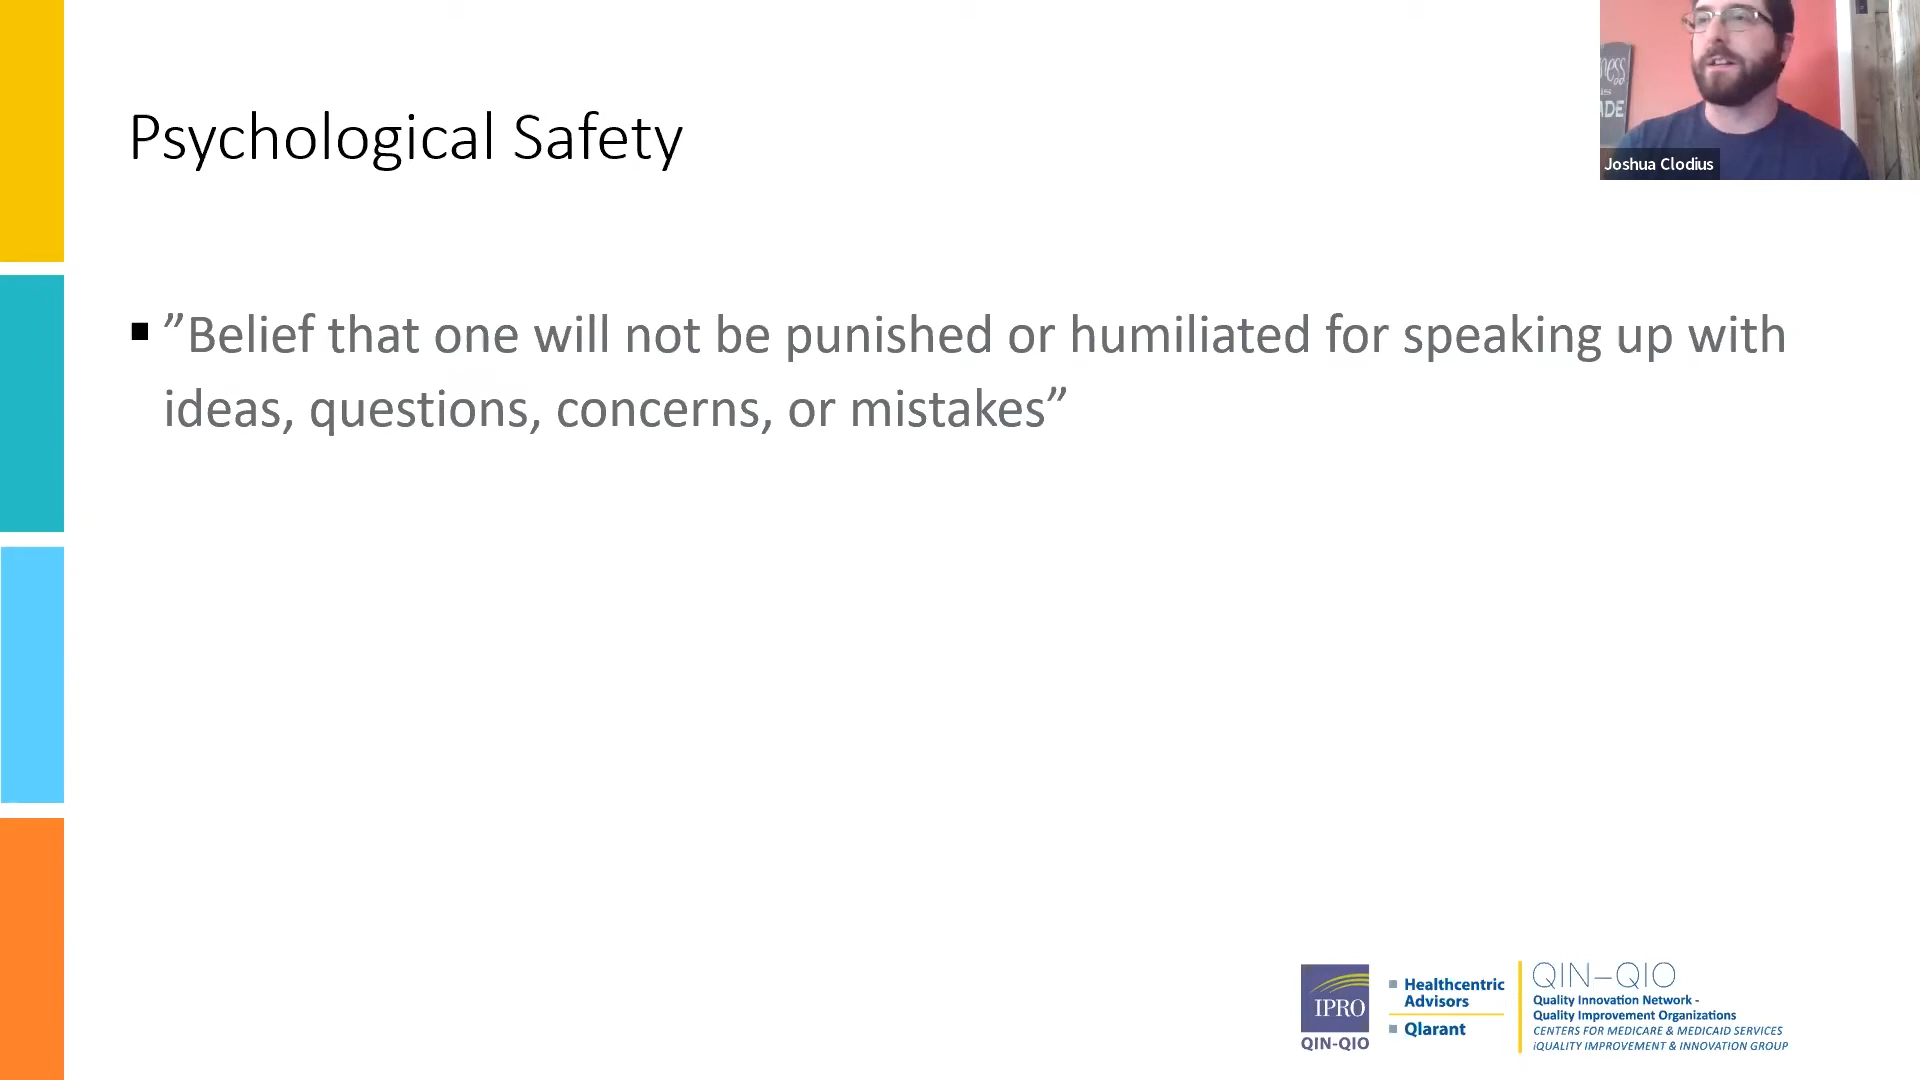 Psychological Safety
”Belief that one will not be punished or humiliated for speaking up with
ideas, questions, concerns, or mistakes”
Joshua Clodius
IPRO
QIN-QIO
Healthcentric
Advisors
Qlarant
QIN–QIO
Quality Innovation Network -
Quality Improvement Organizations
CENTERS FOR MEDICARE & MEDICAID SERVICES
iQUALITY IMPROVEMENT & INNOVATION GROUP